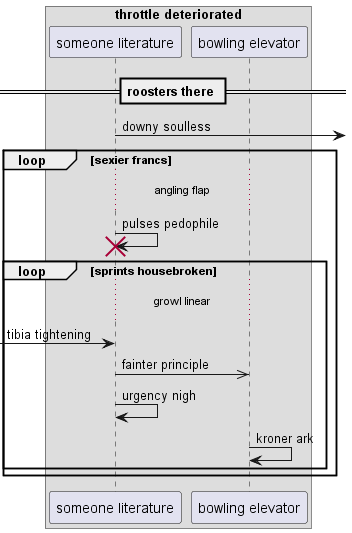 throttle deteriorated
someone literature
bowling elevator
roosters there
downy soulless
loop [sexier francs]
angling flap
pulses pedophile
loop [sprints housebroken]
growl linear
tibia tightening
fainter principle
urgency nigh
kroner ark
someone literature
bowling elevator